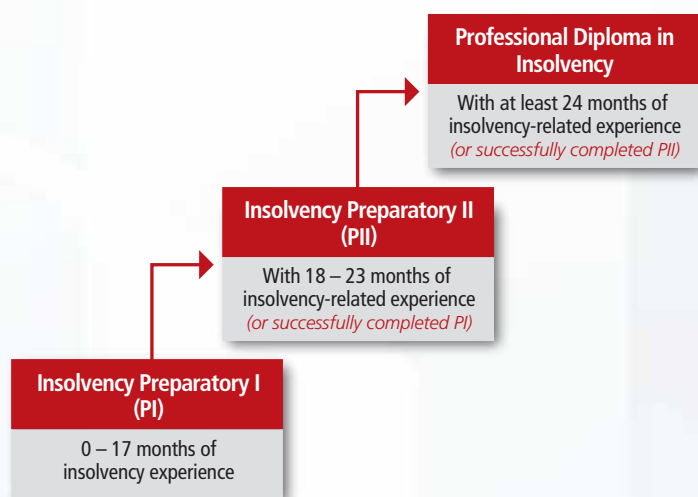 Professional Diploma in
Insolvency
With at least 24 months of
insolvency-related experience
(or successfully completed PII)
Insolvency Preparatory II
(PII)
With 18 – 23 months of
insolvency-related experience
(or successfully completed PI)
Insolvency Preparatory I
(PI)
0 – 17 months of
insolvency experience